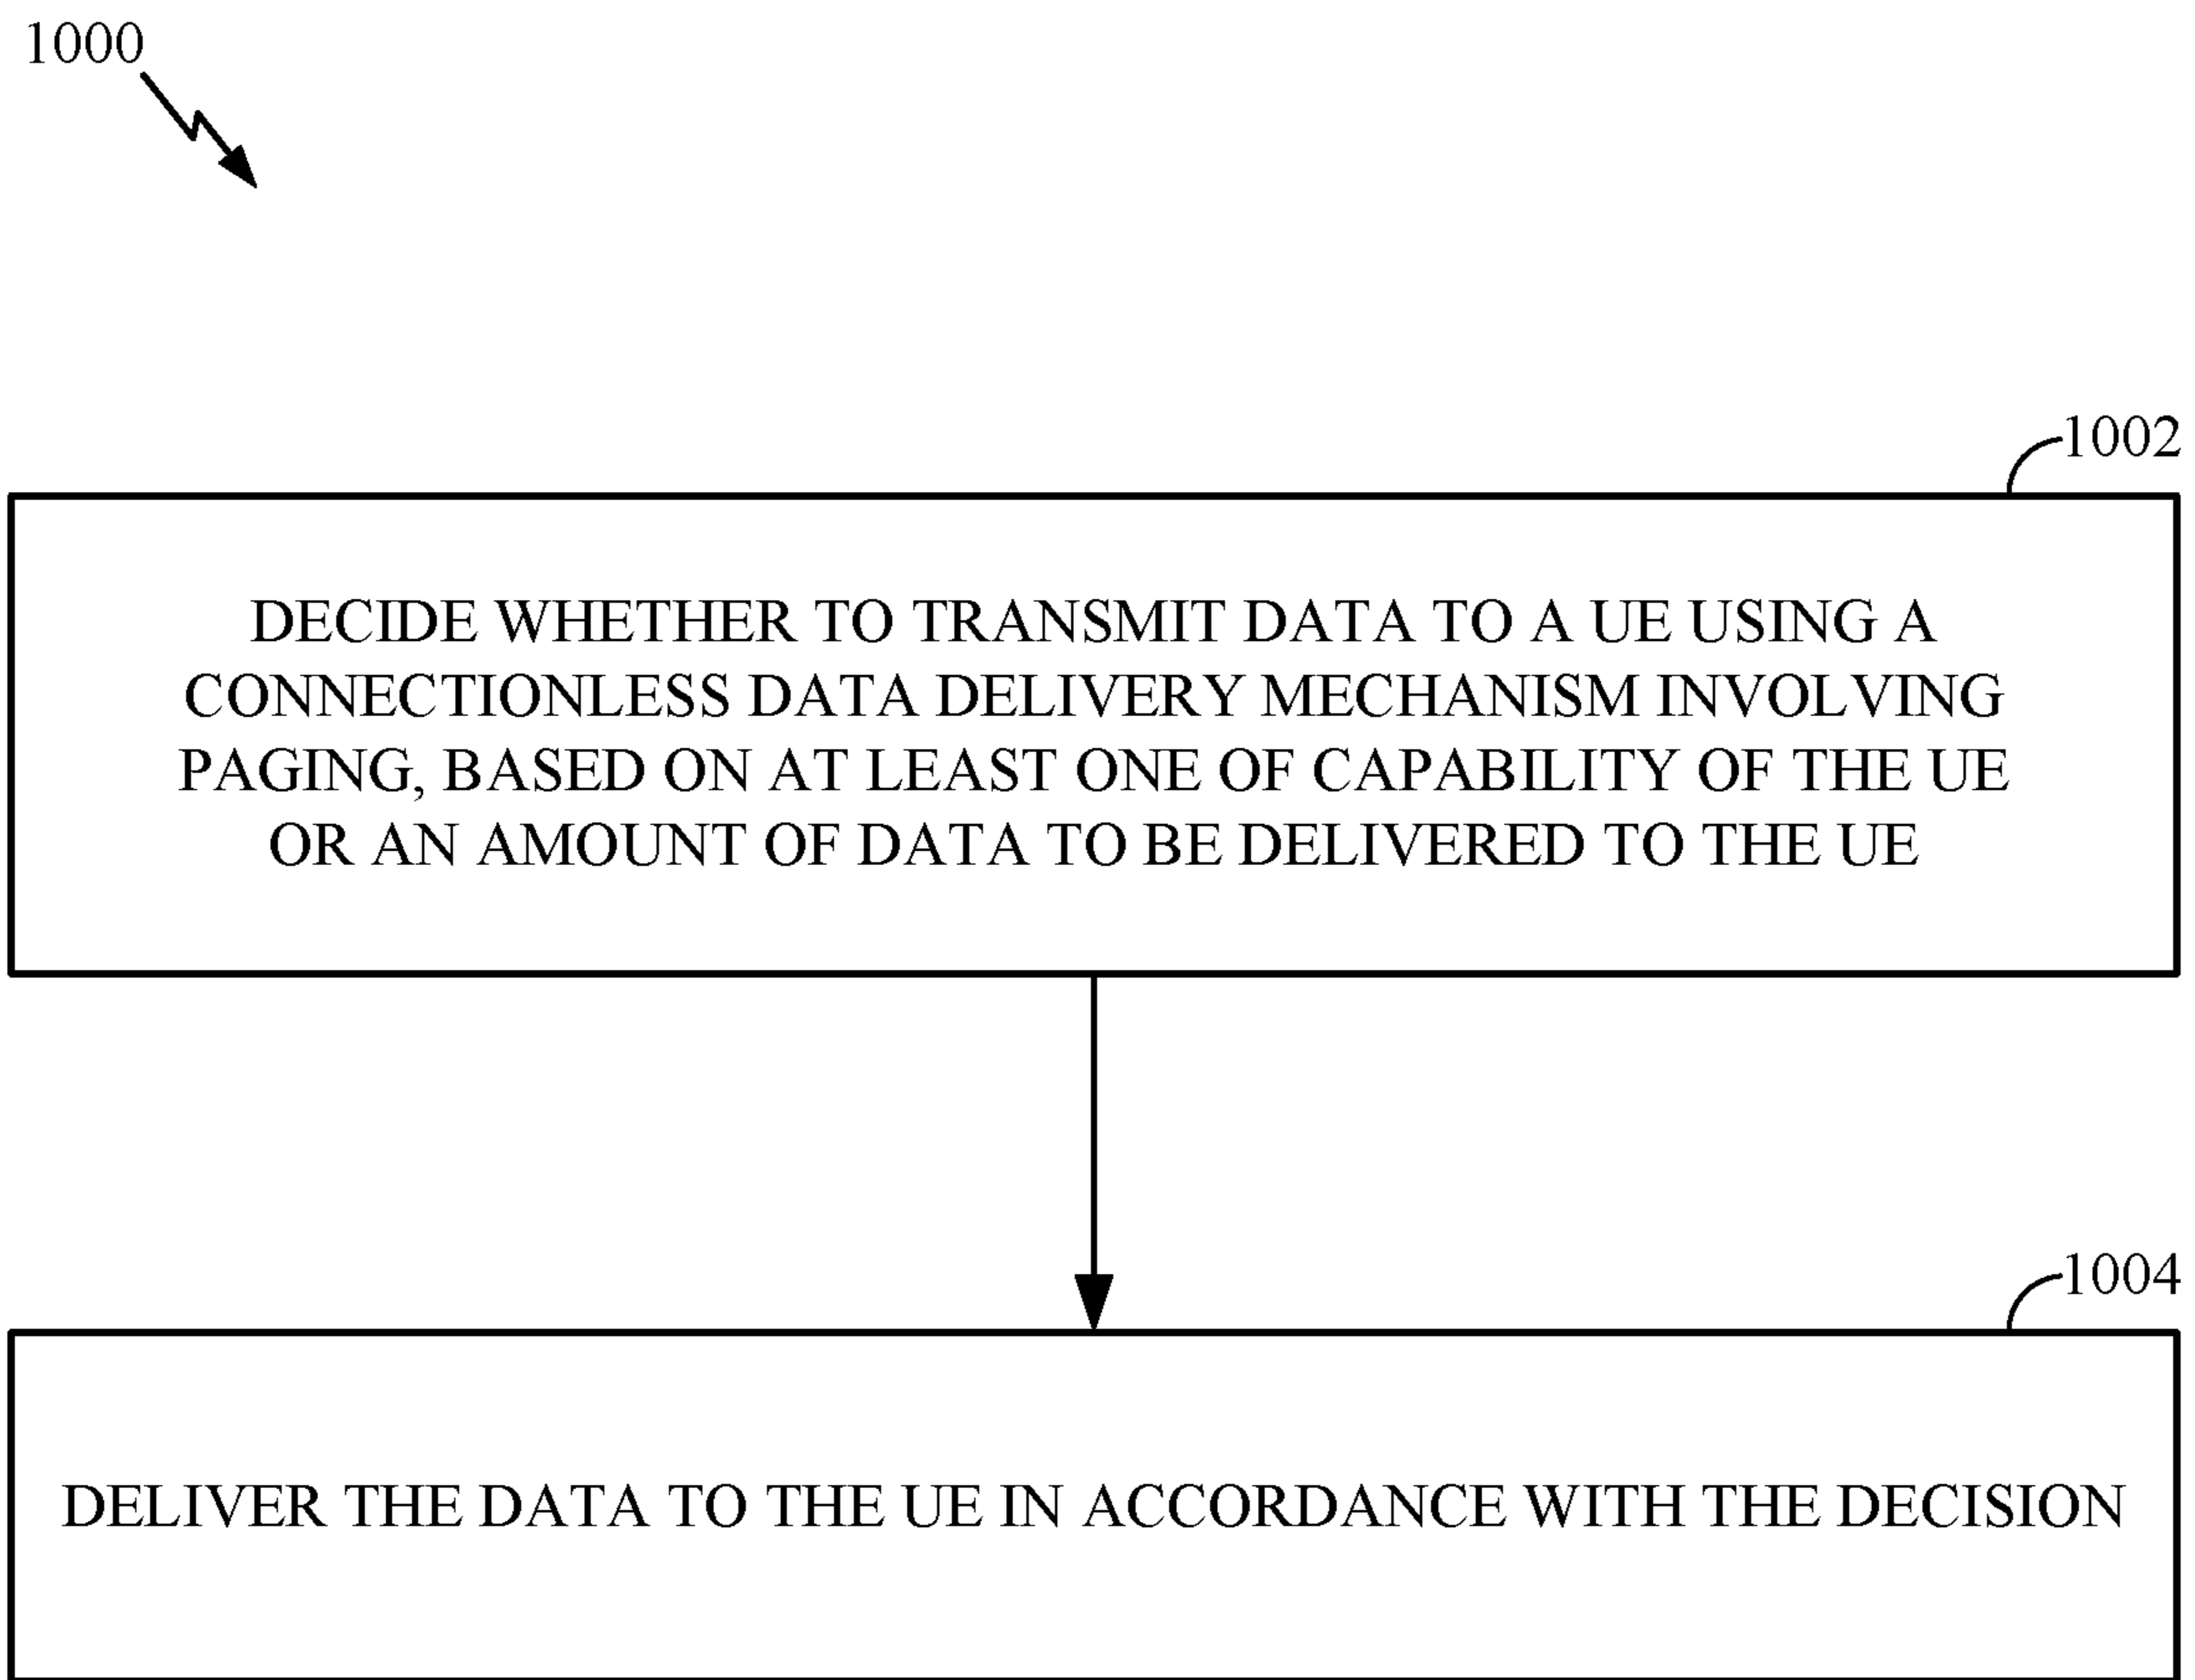 1000
1002
DECIDE WHETHER TO TRANSMIT DATA TO A UE USING A
CONNECTIONLESS DATA DELIVERY MECHANISM INVOLVING
PAGING, BASED ON AT LEAST ONE OF CAPABILITY OF THE UE
OR AN AMOUNT OF DATA TO BE DELIVERED TO THE UE
1004
DELIVER THE DATA TO THE UE IN ACCORDANCE WITH THE DECISION